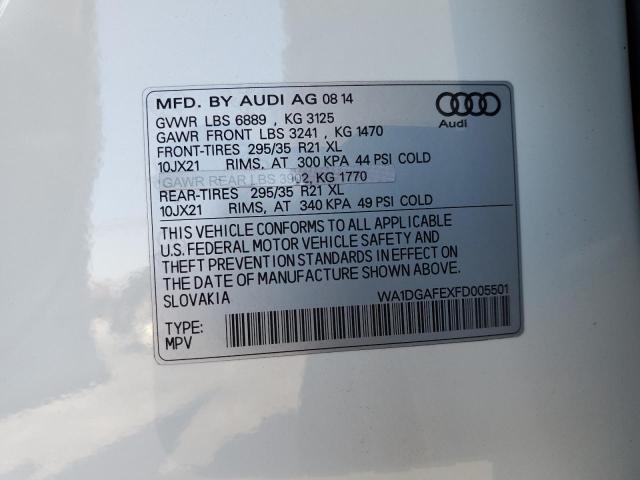 MFD. BY AUDI AG 08 14
GVWR LBS 6889 , KG 3125
GAWR FRONT LBS 3241 , KG 1470
FRONT-TIRES 295/35 R21 XL
10JX21 RIMS, AT 300 KPA 44 PSI COLD
GAWR REAR LBS 3902, KG 1770
REAR-TIRES 295/35 R21 XL
10JX21 RIMS, AT 340 KPA 49 PSI COLD
Audi
THIS VEHICLE CONFORMS TO ALL APPLICABLE
U.S. FEDERAL MOTOR VEHICLE SAFETY AND
THEFT PREVENTION STANDARDS IN EFFECT ON
THE DATE OF MANUFACTURE SHOWN ABOVE.
SLOVAKIA WA1DGAFEXFD005501
TYPE:
MPV